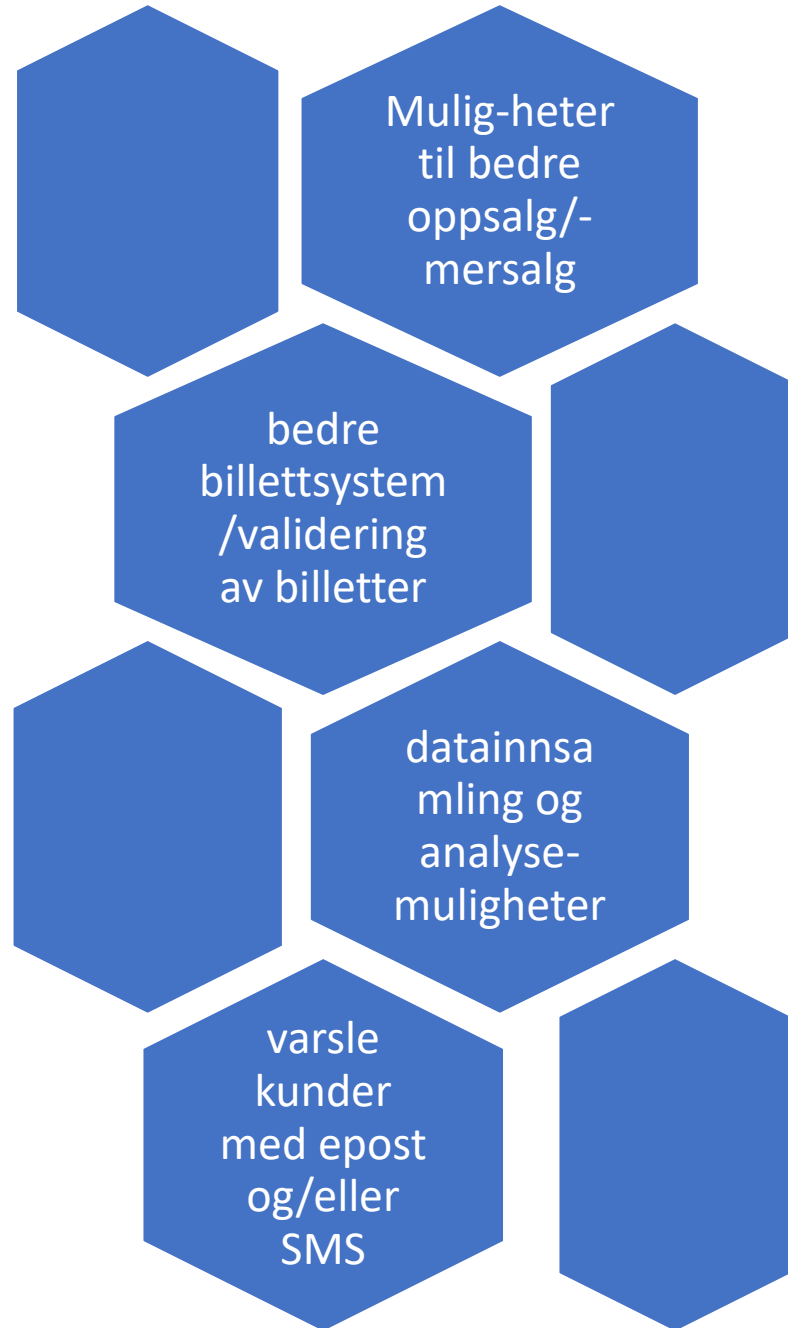 Mulig-heter
til bedre
oppsalg/-
mersalg
bedre
billettsystem
/validering
av billetter
datainnsa
mling og
analyse-
muligheter
varsle
kunder
med epost
og/eller
SMS